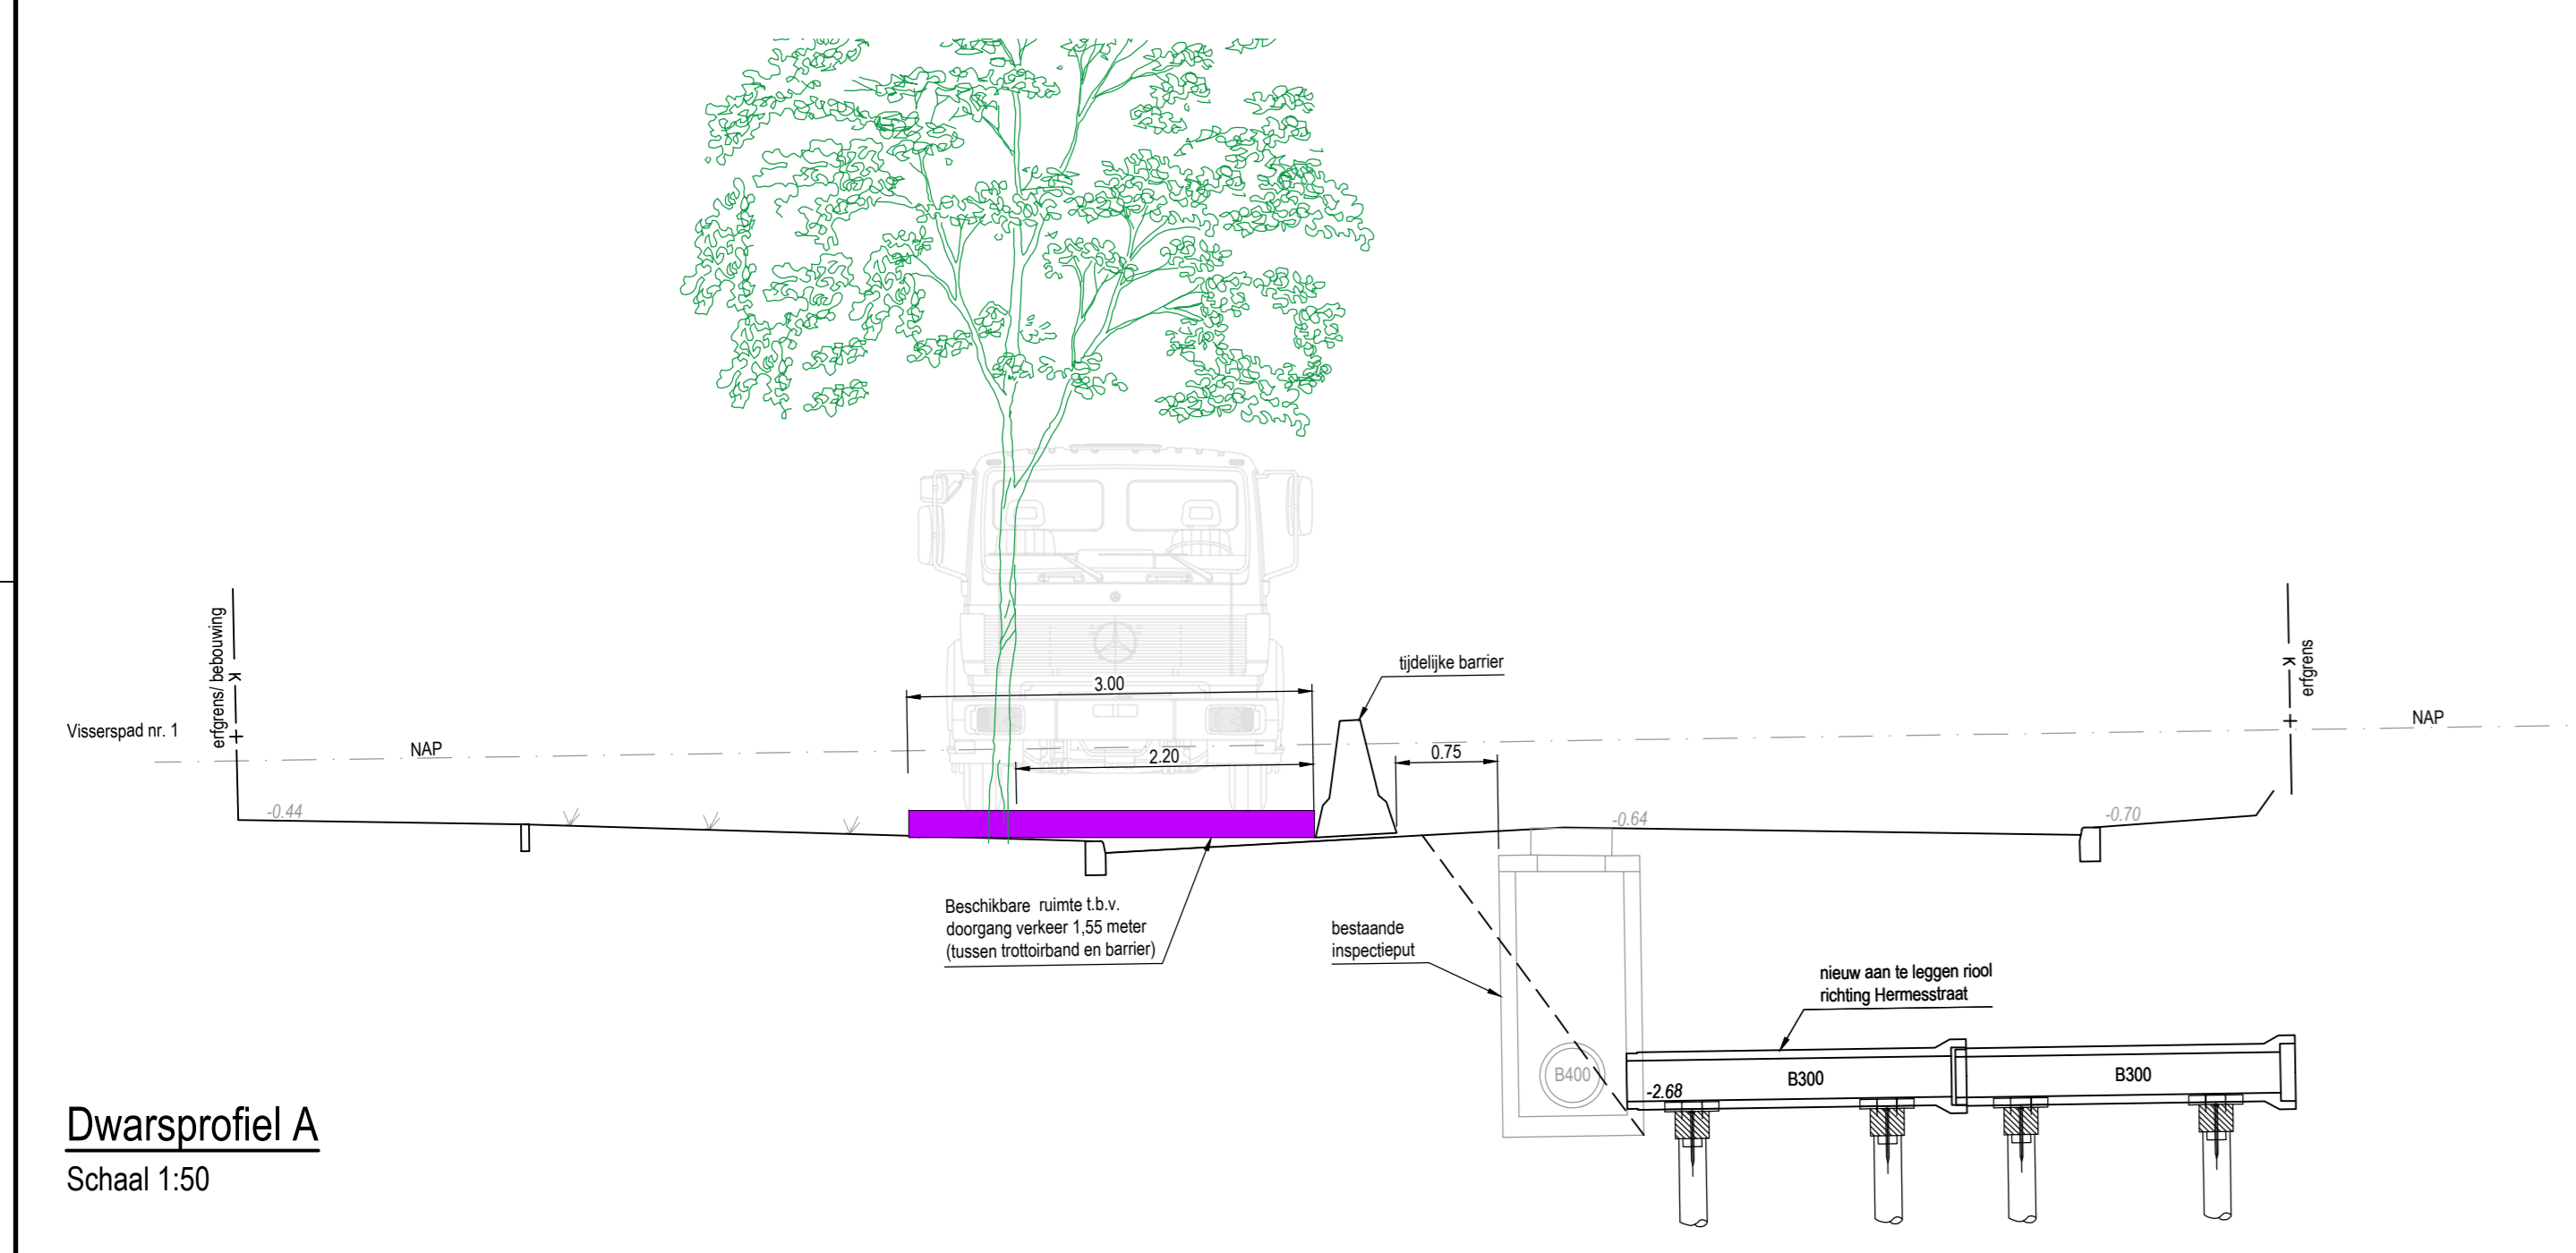 tijdelijke barrier
3.00
erfgrens/ bebouwing
K
K
erfgrens
Visserspad nr. 1
NAP
NAP
2.20
0.75
-0.44
-0.64
-0.70
Beschikbare ruimte t.b.v.
doorgang verkeer 1,55 meter
(tussen trottoirband en barrier)
bestaande
inspectieput
nieuw aan te leggen riool
richting Hermesstraat
B400
-2.68
B300
B300
Dwarsprofiel A
Schaal 1:50